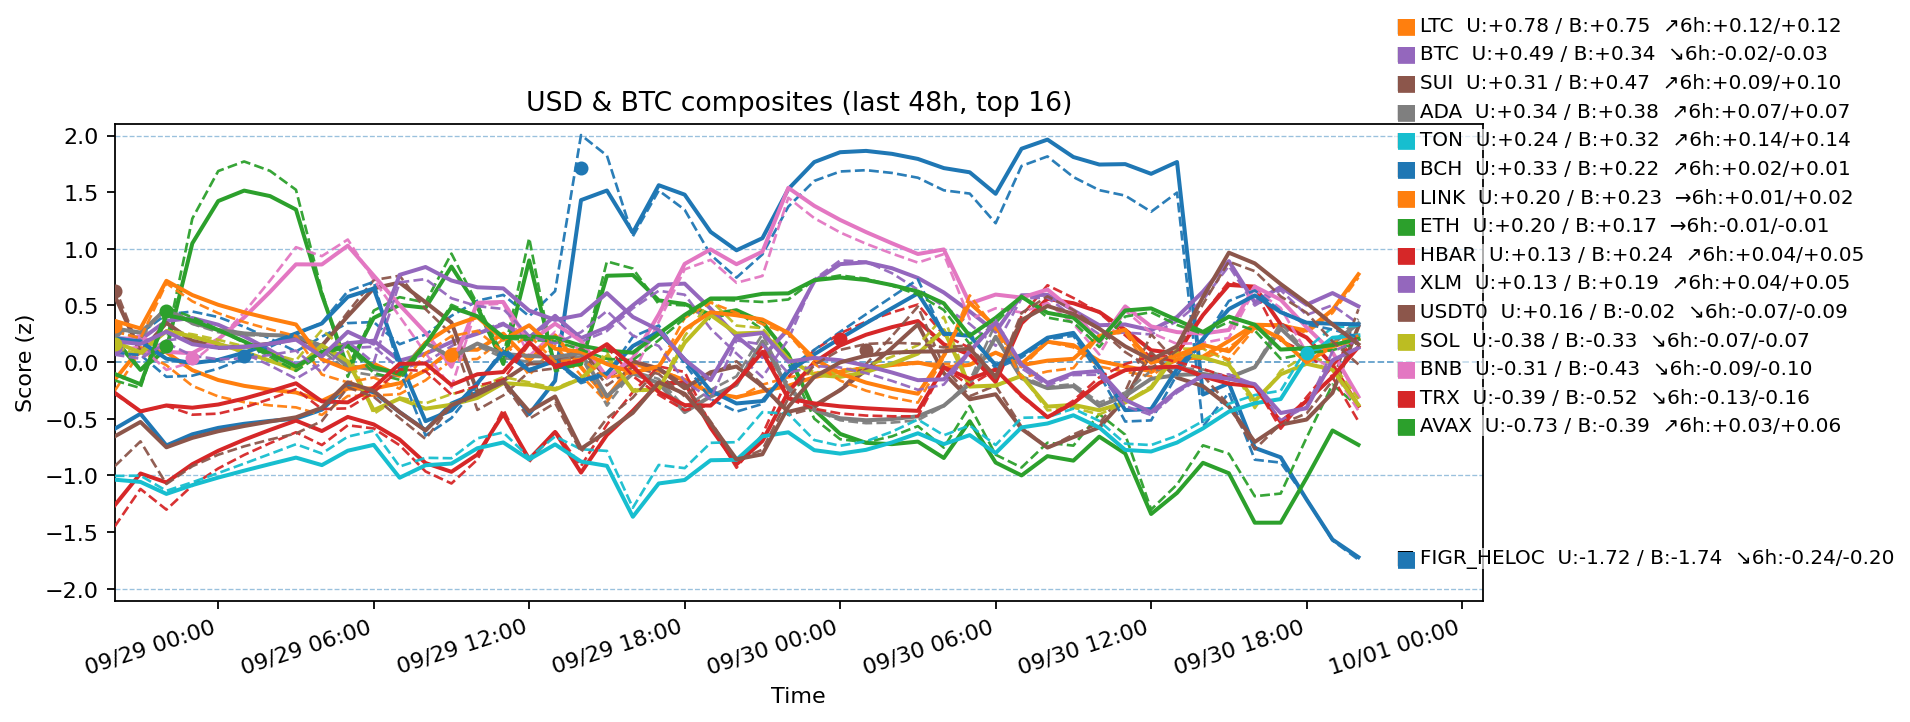 LTC U:+0.78 / B:+0.75 ↗6h:+0.12/+0.12
BTC U:+0.49 / B:+0.34 ↘6h:-0.02/-0.03
SUI U:+0.31 / B:+0.47 ↗6h:+0.09/+0.10
USD & BTC composites (last 48h, top 16)
ADA U:+0.34 / B:+0.38 ↗6h:+0.07/+0.07
TON U:+0.24 / B:+0.32 ↗6h:+0.14/+0.14
BCH U:+0.33 / B:+0.22 ↗6h:+0.02/+0.01
LINK U:+0.20 / B:+0.23 →6h:+0.01/+0.02
ETH U:+0.20 / B:+0.17 →6h:-0.01/-0.01
HBAR U:+0.13 / B:+0.24 ↗6h:+0.04/+0.05
XLM U:+0.13 / B:+0.19 ↗6h:+0.04/+0.05
USDT0 U:+0.16 / B:-0.02 ↘6h:-0.07/-0.09
SOL U:-0.38 / B:-0.33 ↘6h:-0.07/-0.07
BNB U:-0.31 / B:-0.43 ↘6h:-0.09/-0.10
TRX U:-0.39 / B:-0.52 ↘6h:-0.13/-0.16
AVAX U:-0.73 / B:-0.39 ↗6h:+0.03/+0.06
FIGR_HELOC U:-1.72 / B:-1.74 ↘6h:-0.24/-0.20
Score (z)
2.0
1.5
1.0
0.5
0.0
−0.5
−1.0
−1.5
−2.0
09/29 00:00
09/29 06:00
09/29 12:00
09/29 18:00
09/30 00:00
09/30 06:00
09/30 12:00
09/30 18:00
10/01 00:00
Time